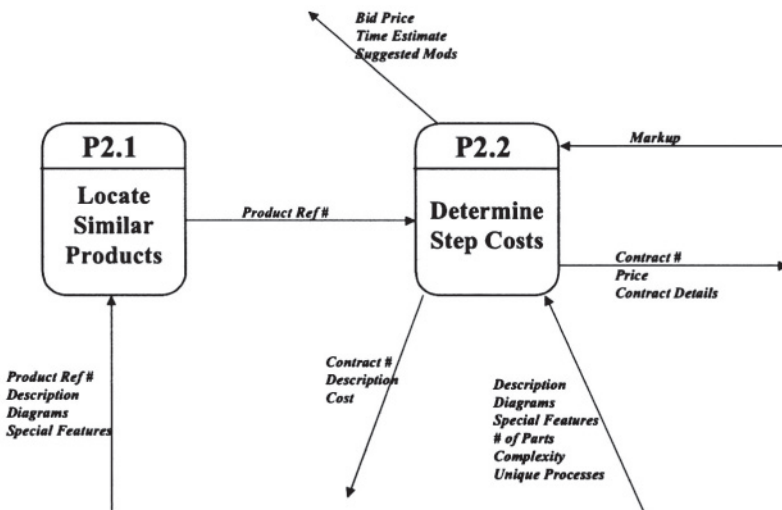 Bid Price
Time Estimate
Suggested Mods
P2.1
Locate
Similar
Products
Product Ref #
P2.2
Determine
Step Costs
Markup
Contract #
Price
Contract Details
Product Ref #
Description
Diagrams
Special Features
Contract #
Description
Cost
Description
Diagrams
Special Features
# of Parts
Complexity
Unique Processes